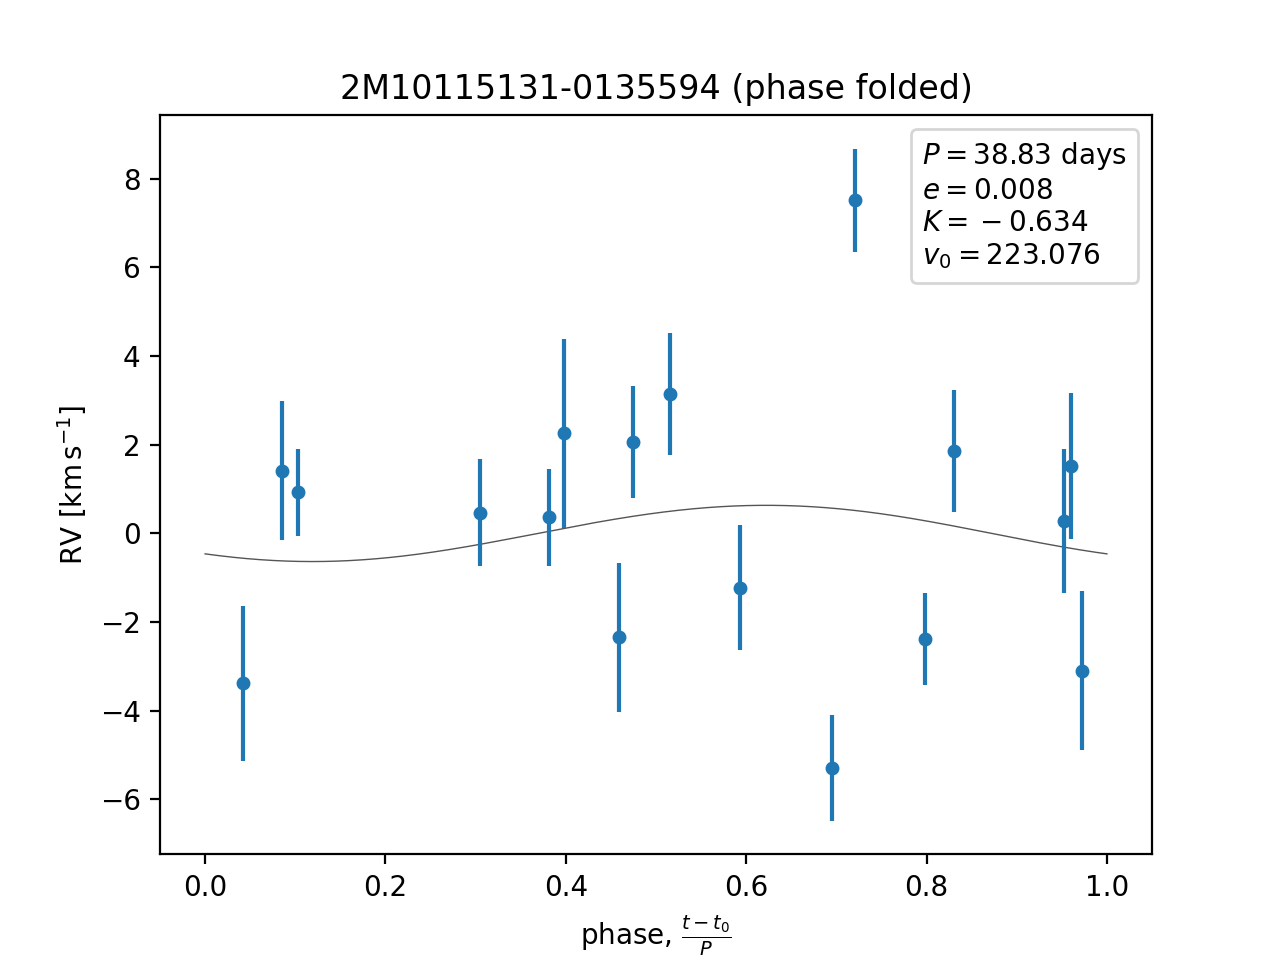 2M10115131-0135594 (phase folded)
P = 38.83 days
e = 0.008
K = −0.634
v₀ = 223.076
8
6
4
2
0
−2
−4
−6
RV [km s⁻¹]
0.0 0.2 0.4 0.6 0.8 1.0
phase, (t − t₀)/P